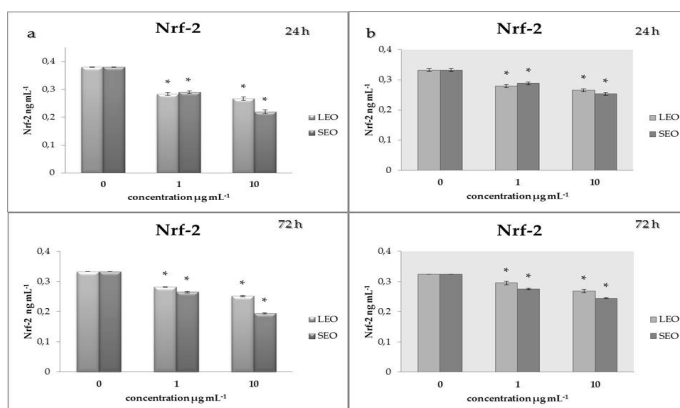 a
Nrf-2
24 h
Nrf-2 ng mL-1
0,4
0,3
0,2
0,1
0
* * * *
0 1 10
concentration µg mL-1
LEO
SEO
b
Nrf-2
24 h
Nrf-2 ng mL-1
0,4
0,3
0,2
0,1
0
* * * *
0 1 10
concentration µg mL-1
LEO
SEO
Nrf-2
72 h
Nrf-2 ng mL-1
0,4
0,3
0,2
0,1
0
* * * *
0 1 10
concentration µg mL-1
LEO
SEO
Nrf-2
72 h
Nrf-2 ng mL-1
0,4
0,3
0,2
0,1
0
* * * *
0 1 10
concentration µg mL-1
LEO
SEO